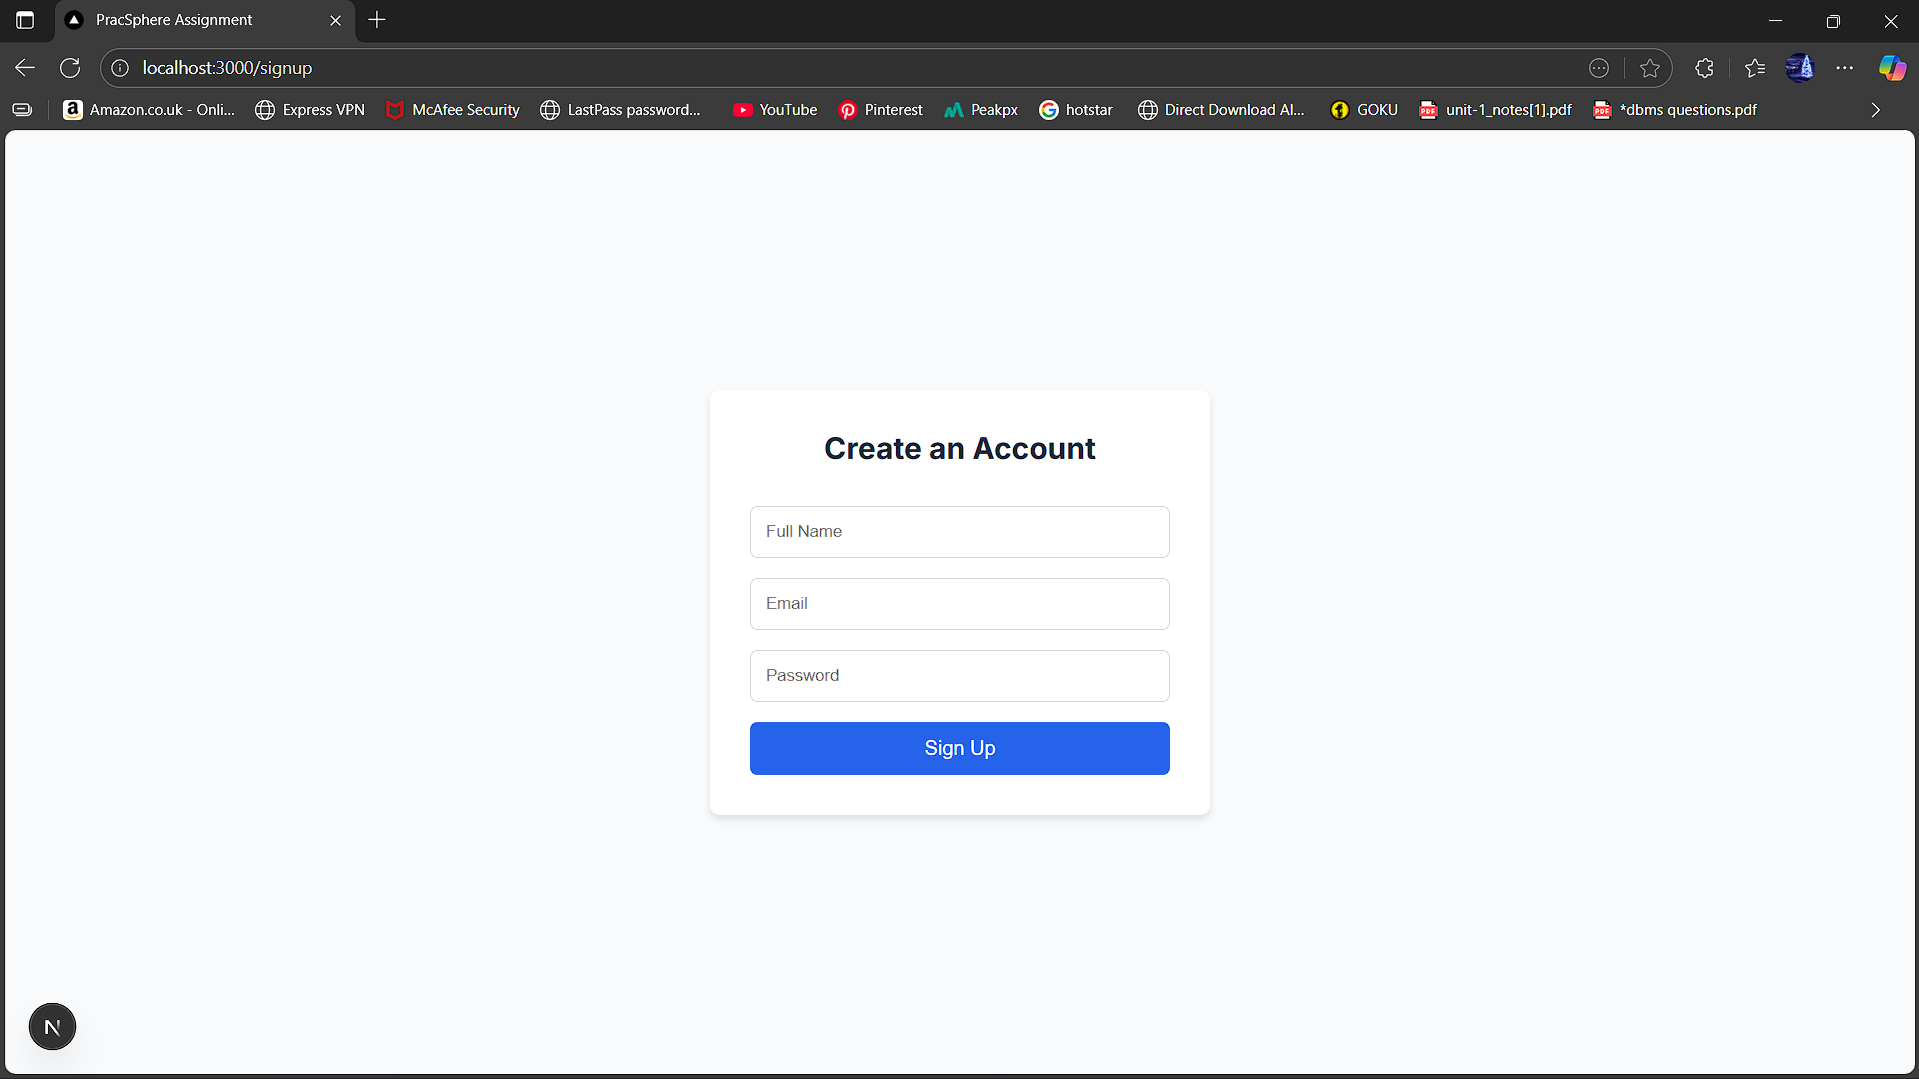 PracSphere Assignment
localhost:3000/signup
Amazon.co.uk - Onli... Express VPN McAfee Security LastPass password... YouTube Pinterest Peakpx hotstar Direct Download Al... GOKU unit-1_notes[1].pdf *dbms questions.pdf
Create an Account
Full Name
Email
Password
Sign Up
N